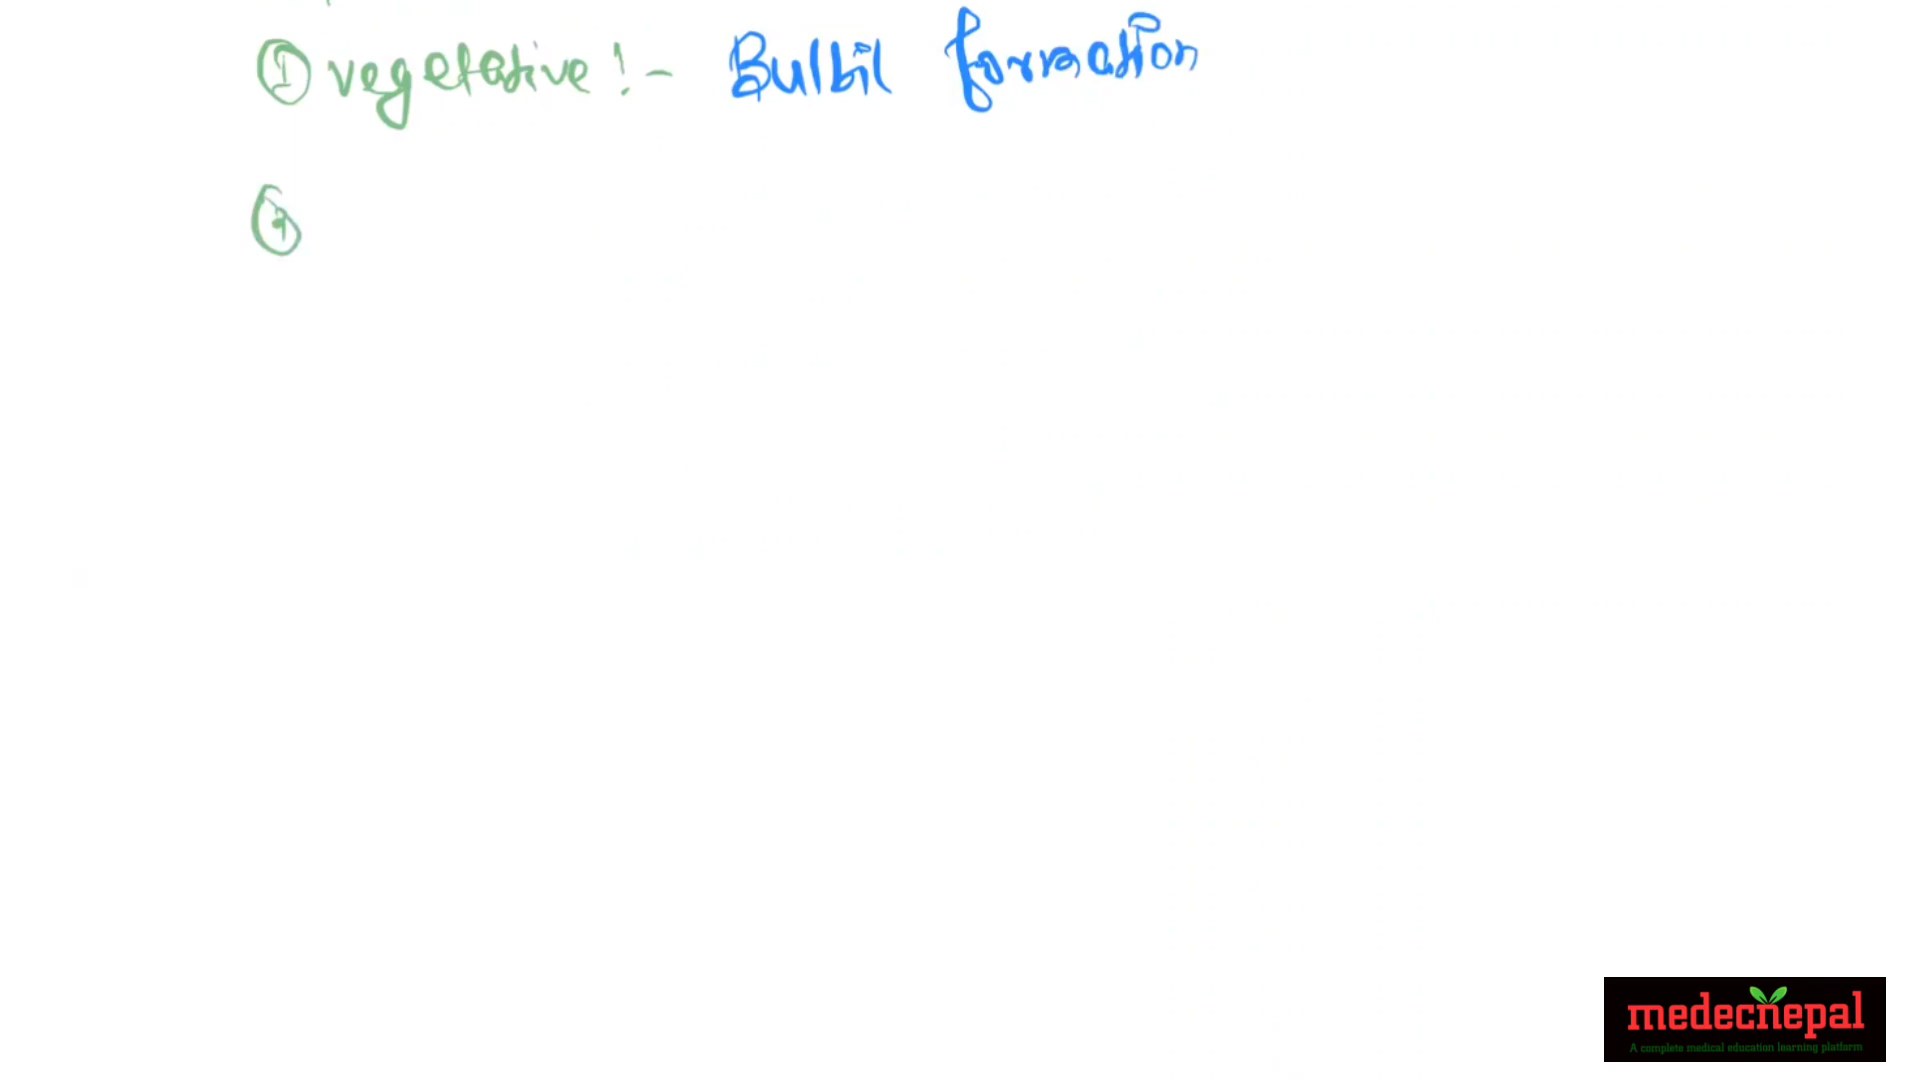 ① vegetative :- Bulbil formation
②
medecnepal
A complete medical education learning platform